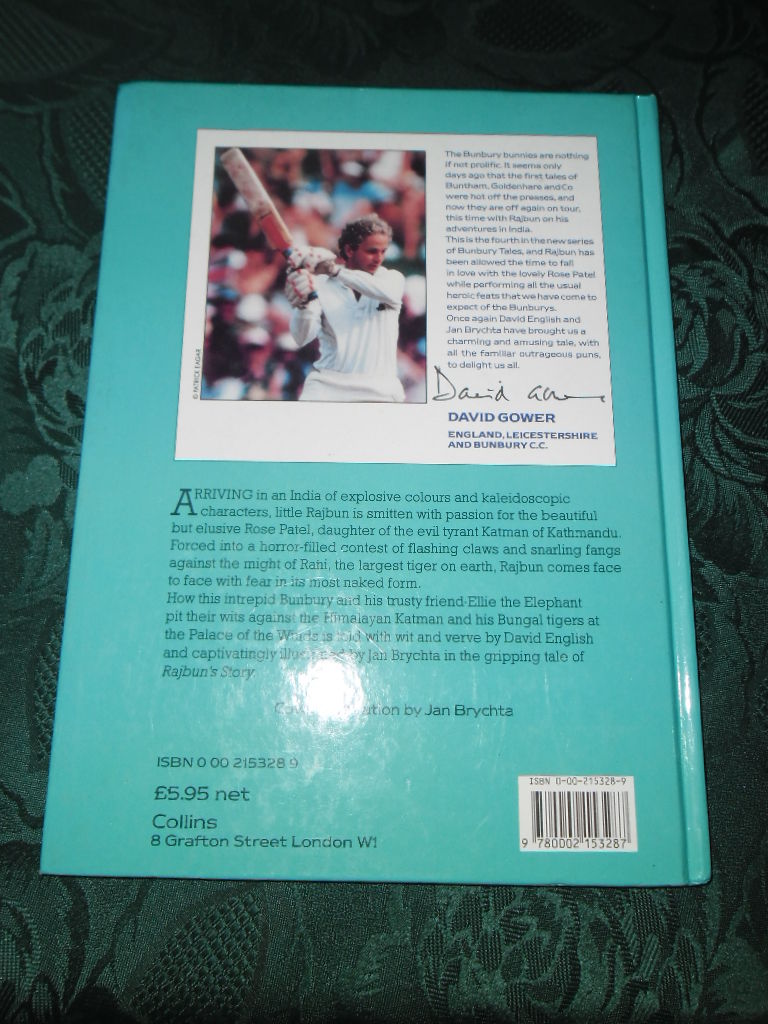 The Bunbury bunnies are nothing
if not prolific. It seems only
days ago that the first tales of
Buntham, Goldenhare and Co
were hot off the presses, and
now they are off again on tour,
this time with Rajbun on his
adventures in India.
This is the fourth in the new series
of Bunbury Tales, and Rajbun has
been allowed the time to fall
in love with the lovely Rose Patel
while performing all the usual
heroic feats that we have come to
expect of the Bunburys.
Once again David English and
Jan Brychta have brought us a
charming and amusing tale, with
all the familiar outrageous puns,
to delight us all.
David Gower
DAVID GOWER
ENGLAND, LEICESTERSHIRE
AND BUNBURY C.C.
© PATRICK EAGAR
ARRIVING in an India of explosive colours and kaleidoscopic
characters, little Rajbun is smitten with passion for the beautiful
but elusive Rose Patel, daughter of the evil tyrant Katman of Kathmandu.
Forced into a horror-filled contest of flashing claws and snarling fangs
against the might of Rani, the largest tiger on earth, Rajbun comes face
to face with fear in its most naked form.
How this intrepid Bunbury and his trusty friend Ellie the Elephant
pit their wits against the Himalayan Katman and his Bungal tigers at
the Palace of the Winds is told with wit and verve by David English
and captivatingly illustrated by Jan Brychta in the gripping tale of
Rajbun's Story.
by Jan Brychta
ISBN 0 00 215328 9
£5.95 net
Collins
8 Grafton Street London W1
ISBN 0-00-215328-9
9 780002 153287